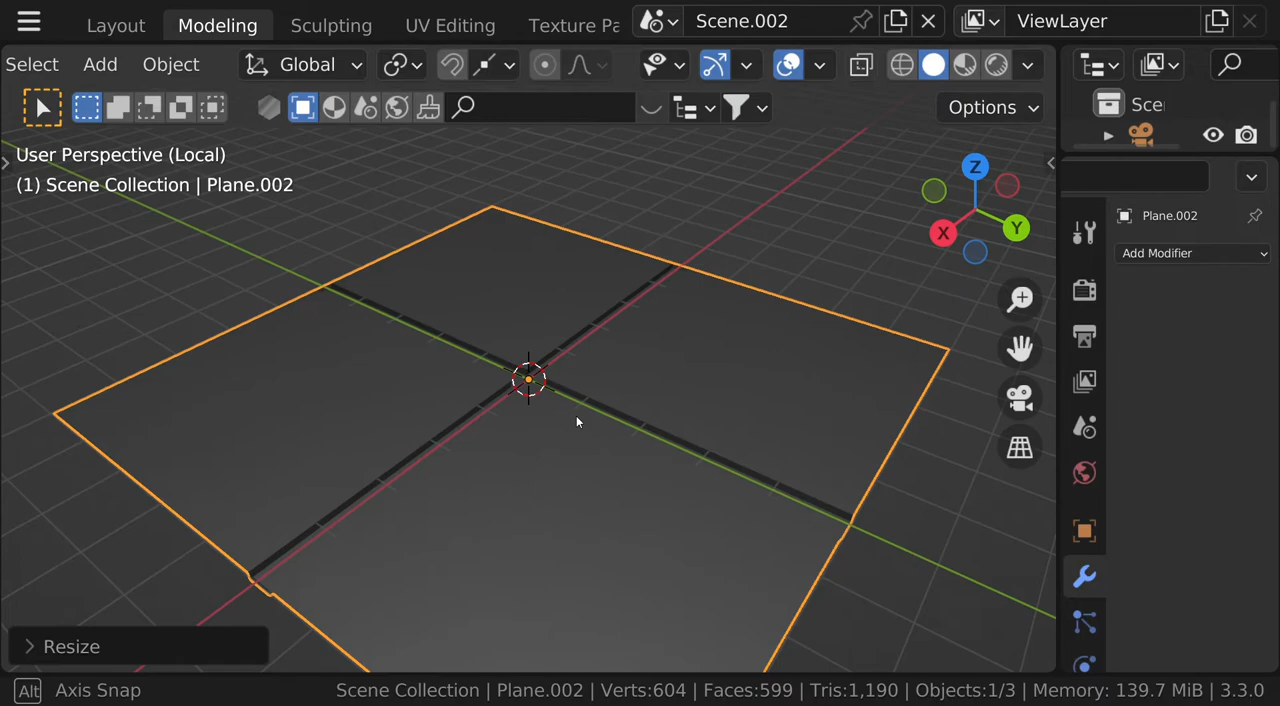 Layout Modeling Sculpting UV Editing Texture Pa Scene.002 ViewLayer
Select Add Object Global
Options Sce
User Perspective (Local)
(1) Scene Collection | Plane.002
Z
X Y
Plane.002
Add Modifier
Resize
Alt Axis Snap Scene Collection | Plane.002 | Verts:604 | Faces:599 | Tris:1,190 | Objects:1/3 | Memory: 139.7 MiB | 3.3.0